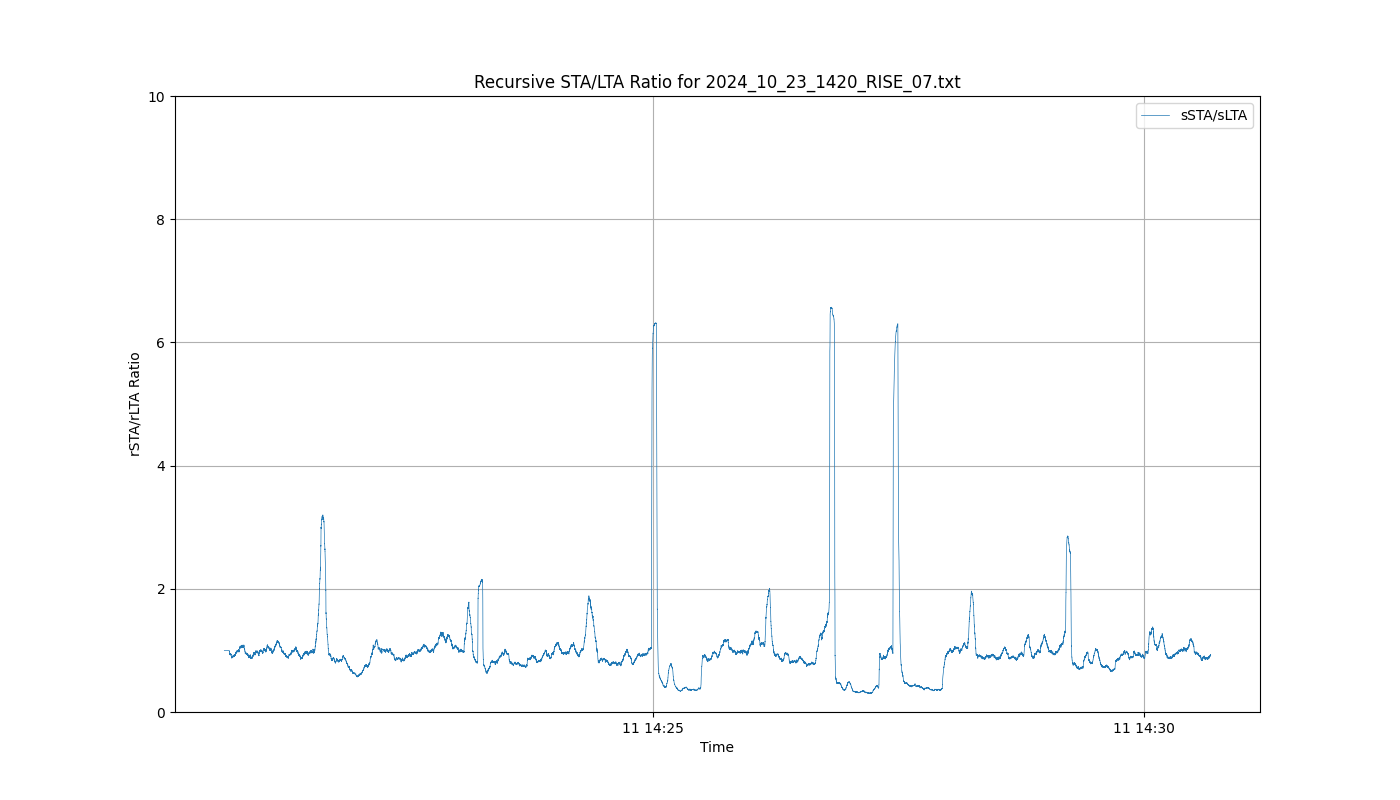 Recursive STA/LTA Ratio for 2024_10_23_1420_RISE_07.txt
sSTA/sLTA
10
8
6
4
2
0
rSTA/rLTA Ratio
11 14:25
11 14:30
Time